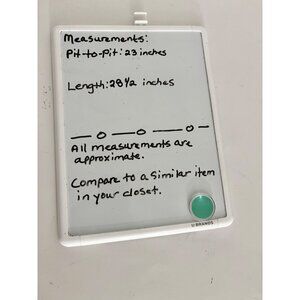 Measurements:
Pit-to-Pit: 23 inches
Length: 28 1/2 inches
All measurements are
approximate.
Compare to a similar item
in your closet.
U BRANDS